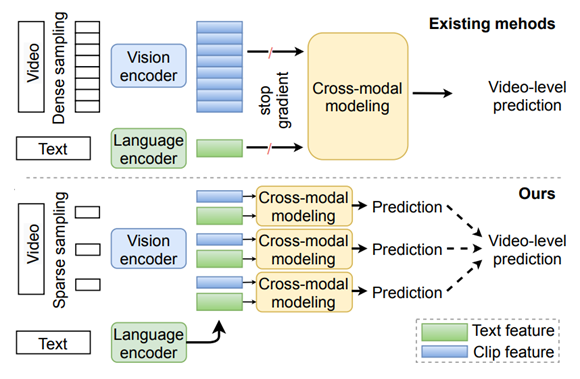 Existing mehods
Video
Dense sampling
Vision
encoder
stop
gradient
Cross-modal
modeling
Video-level
prediction
Text
Language
encoder
Ours
Video
Sparse sampling
Vision
encoder
Cross-modal
modeling
Prediction
Cross-modal
modeling
Prediction
Cross-modal
modeling
Prediction
Video-level
prediction
Text
Language
encoder
Text feature
Clip feature